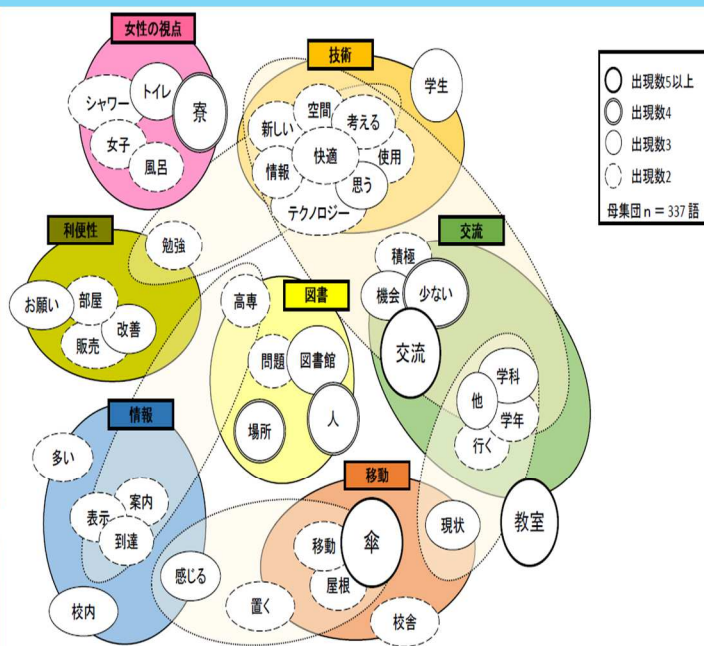 女性の視点
シャワー
トイレ
寮
女子
風呂
技術
学生
新しい
空間
考える
快適
使用
情報
思う
テクノロジー
出現数5以上
出現数4
出現数3
出現数2
母集団 n = 337 語
利便性
勉強
お願い
部屋
改善
販売
図書
高専
問題
図書館
場所
人
交流
積極
機会
少ない
交流
学科
他
学年
行く
現状
教室
情報
多い
案内
表示
到達
校内
移動
傘
移動
屋根
感じる
置く
校舎